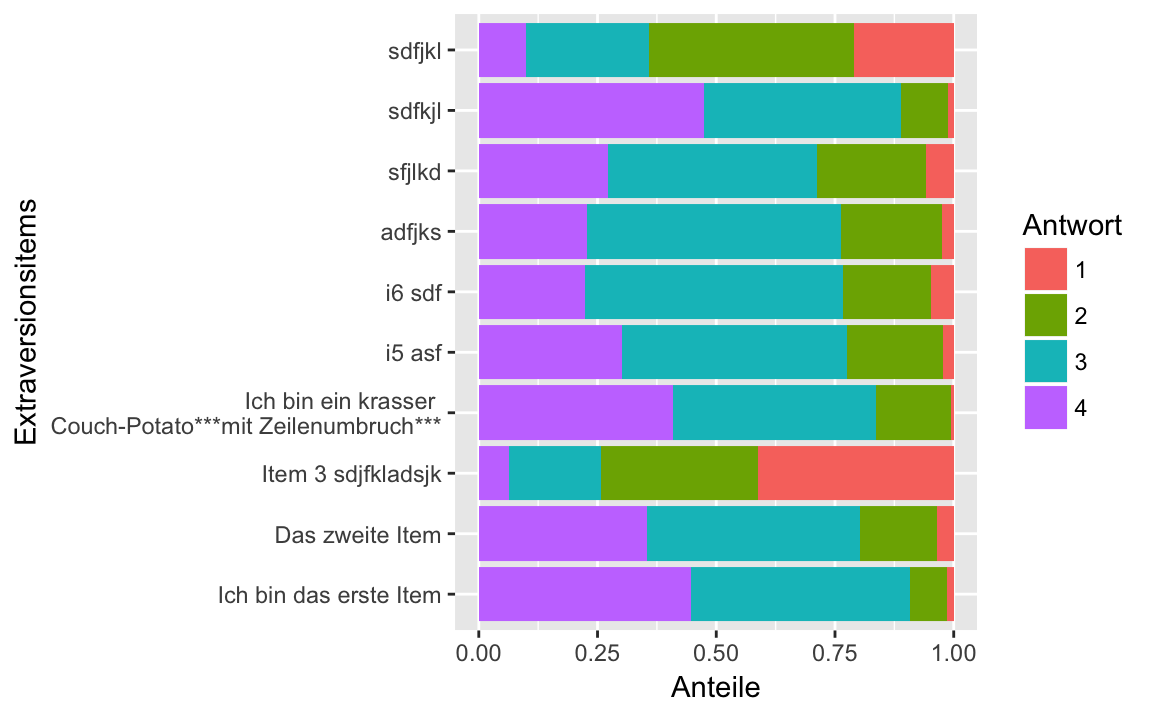 sdfjkl
sdfkjl
sfjlkd
adfjks
i6 sdf
i5 asf
Ich bin ein krasser
Couch-Potato***mit Zeilenumbruch***
Item 3 sdjfkladsjk
Das zweite Item
Ich bin das erste Item
Extraversionsitems
0.00 0.25 0.50 0.75 1.00
Anteile
Antwort
1
2
3
4